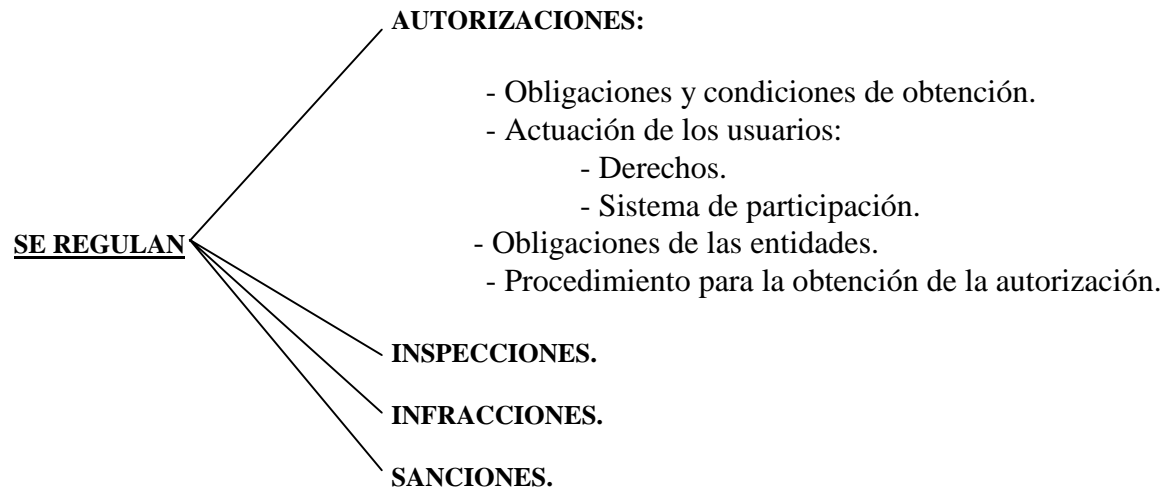 AUTORIZACIONES:
- Obligaciones y condiciones de obtención.
- Actuación de los usuarios:
- Derechos.
- Sistema de participación.
SE REGULAN
- Obligaciones de las entidades.
- Procedimiento para la obtención de la autorización.
INSPECCIONES.
INFRACCIONES.
SANCIONES.